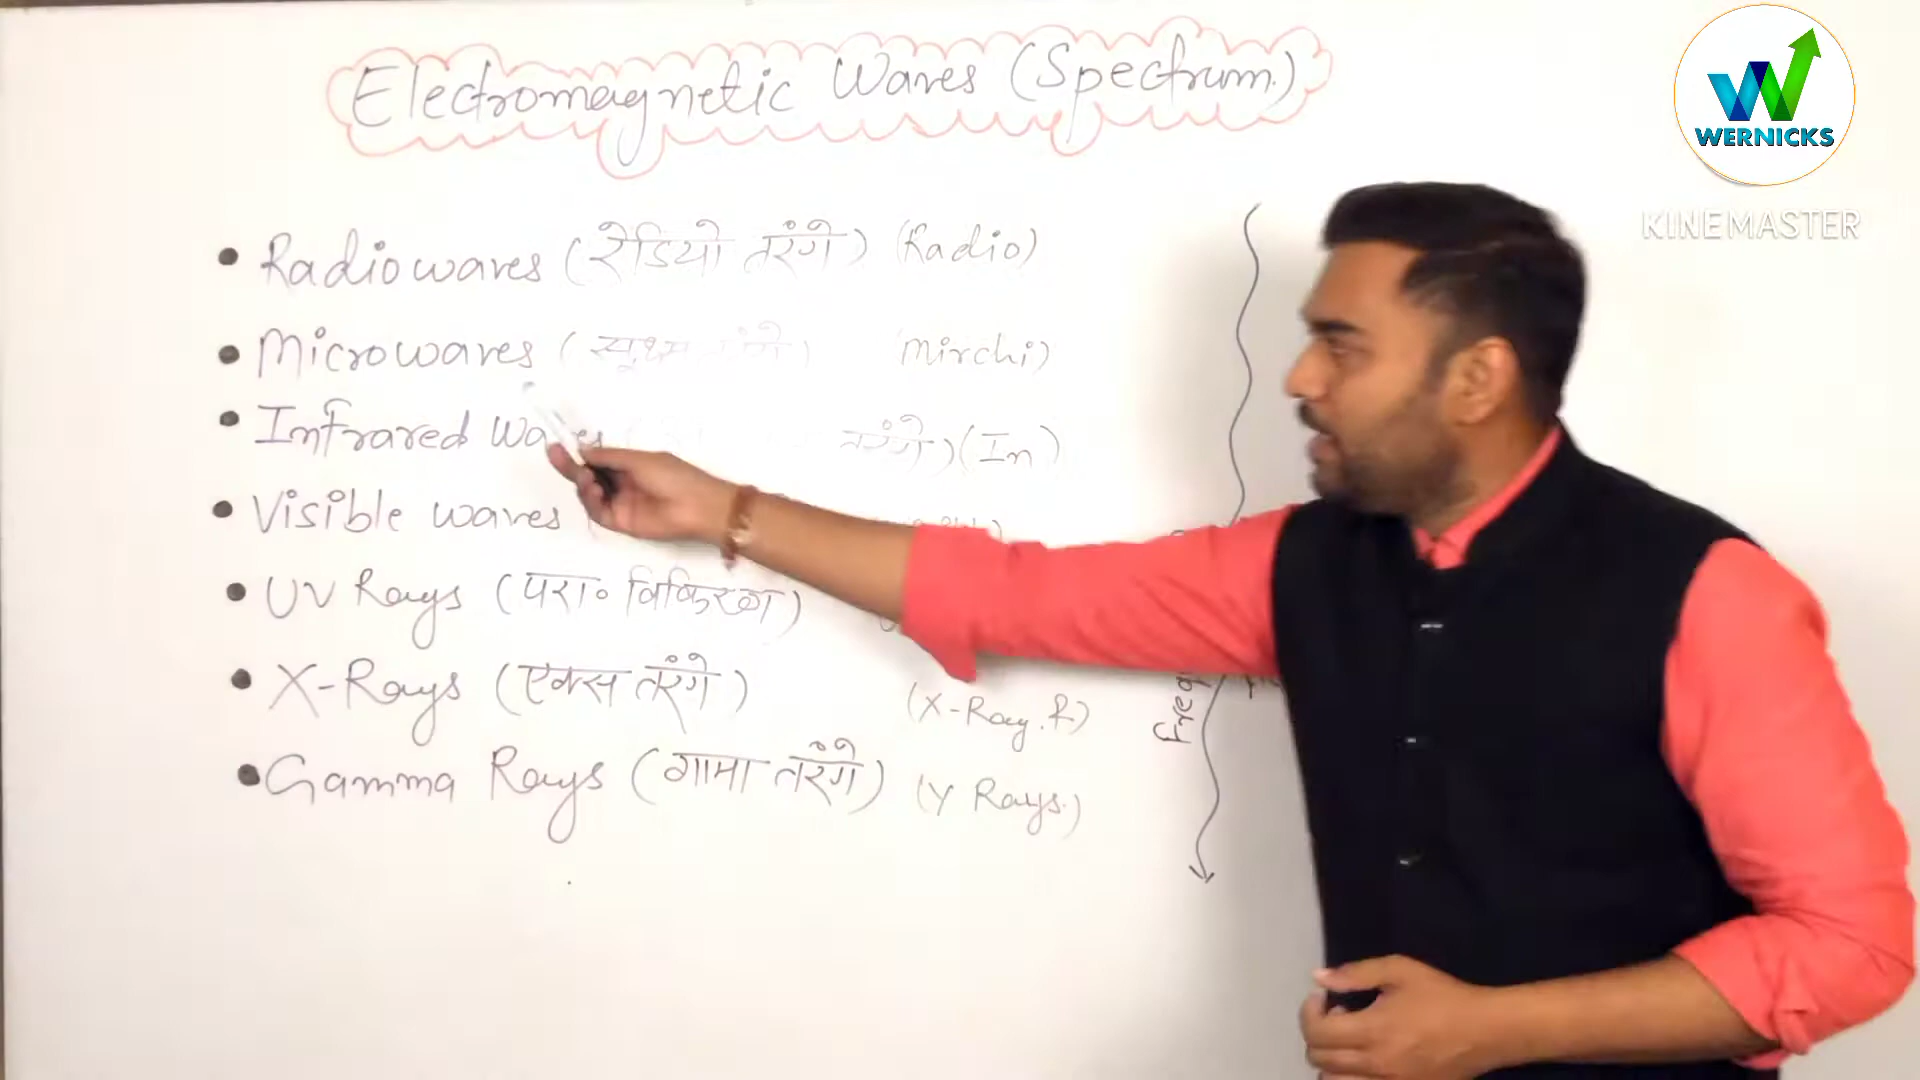 Electromagnetic Waves (Spectrum.)
WERNICKS
KINEMASTER
• Radiowaves (रेडियो तरंगे) (Radio)
• Microwaves (सूक्ष्म तरंगे) Mirchi)
• Infrared Waves तरंगे) (In)
• Visible waves
• UV Rays (परा० विकिरण)
• X-Rays (एक्स तरंगे) (X-Ray.R)
• Gamma Rays (गामा तरंगे) (Y Rays.)